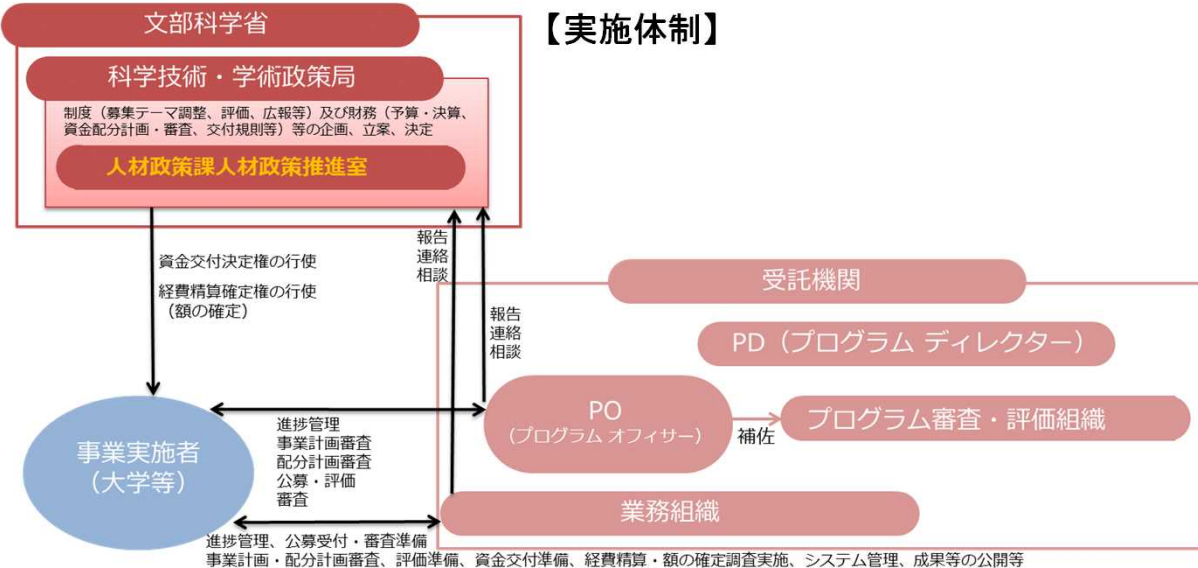 【実施体制】
文部科学省
科学技術・学術政策局
制度（募集テーマ調整、評価、広報等）及び財務（予算・決算、
資金配分計画・審査、交付規則等）等の企画、立案、決定
人材政策課人材政策推進室
資金交付決定権の行使
経費精算確定権の行使
（額の確定）
報告
連絡
相談
報告
連絡
相談
受託機関
PD（プログラム ディレクター）
PO
（プログラム オフィサー）
補佐
プログラム審査・評価組織
事業実施者
（大学等）
進捗管理
事業計画審査
配分計画審査
公募・評価
審査
業務組織
進捗管理、公募受付・審査準備
事業計画・配分計画審査、評価準備、資金交付準備、経費精算・額の確定調査実施、システム管理、成果等の公開等